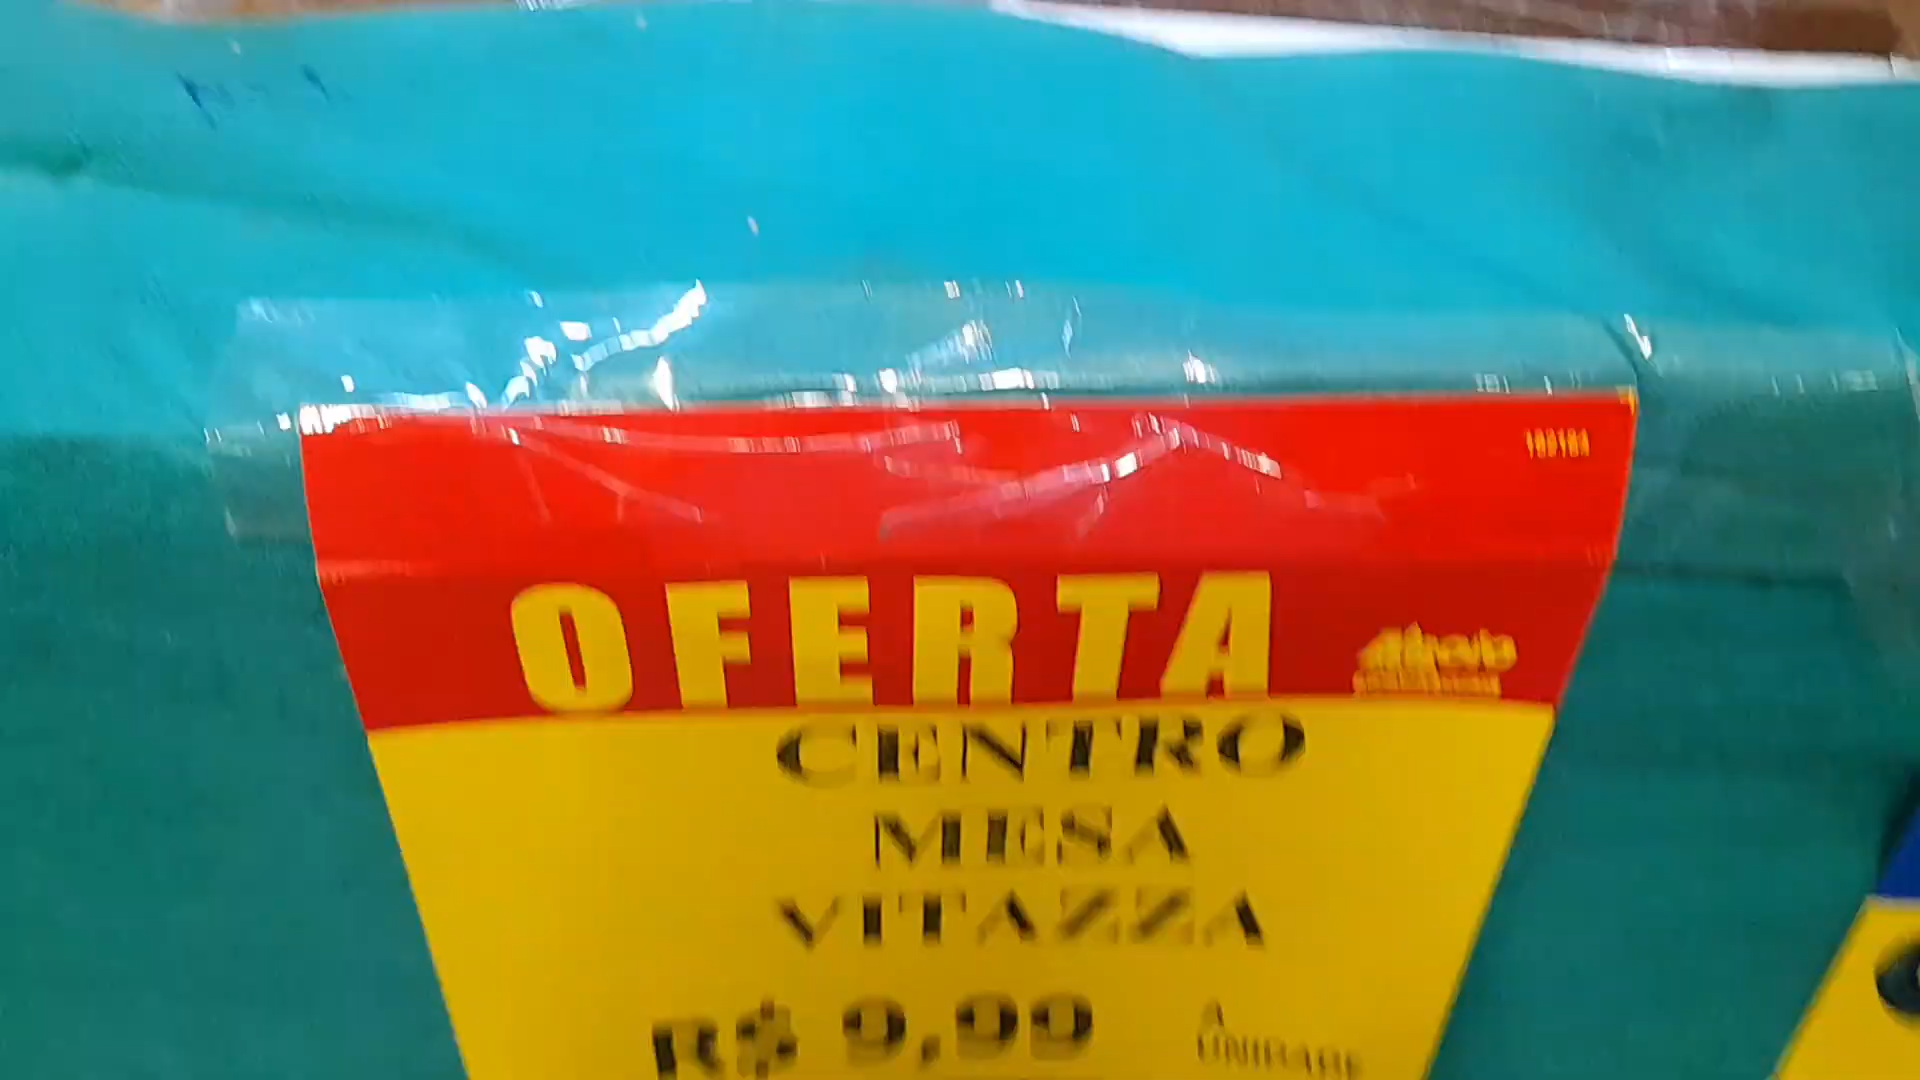 OFERTA
CENTRO
MESA
VITAZZA
R$ 9,99 A
UNIDADE